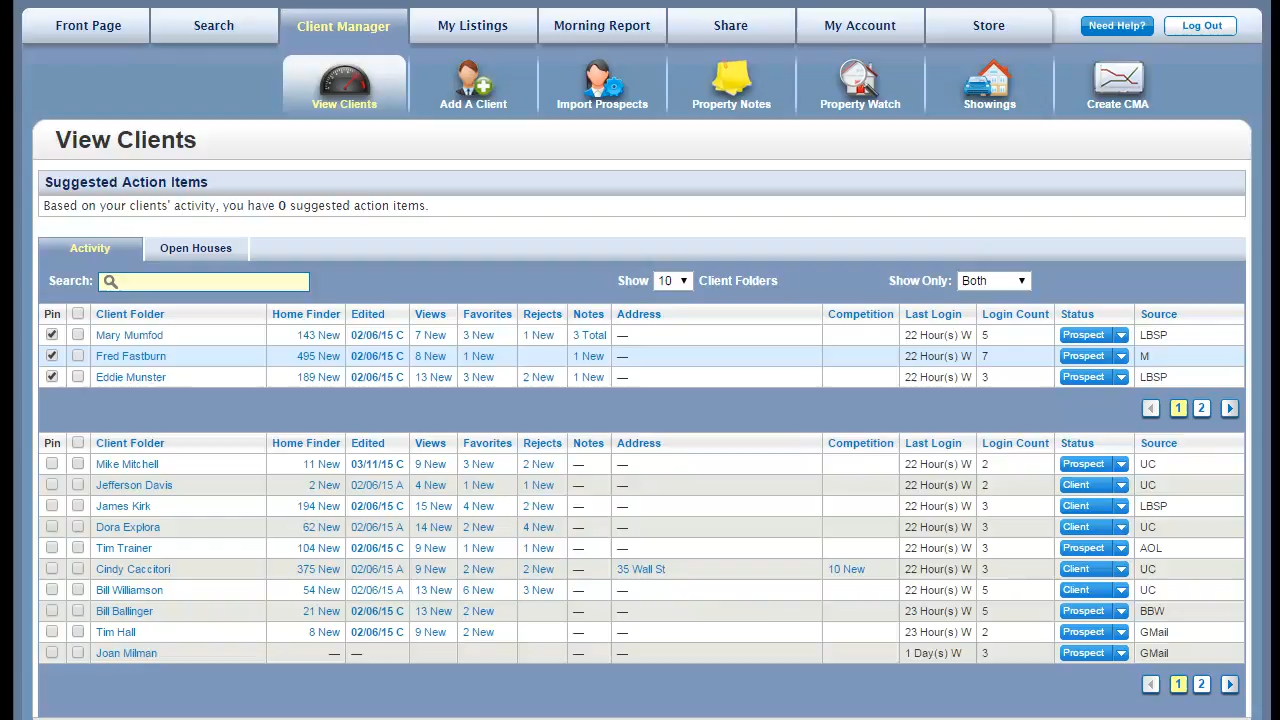 Front Page Search Client Manager My Listings Morning Report Share My Account Store Need Help? Log Out
View Clients Add A Client Import Prospects Property Notes Property Watch Showings Create CMA
View Clients
Suggested Action Items
Based on your clients' activity, you have 0 suggested action items.
Activity Open Houses
Search: Show 10 Client Folders Show Only: Both
Pin Client Folder Home Finder Edited Views Favorites Rejects Notes Address Competition Last Login Login Count Status Source
Mary Mumfod 143 New 02/06/15 C 7 New 3 New 1 New 3 Total — 22 Hour(s) W 5 Prospect LBSP
Fred Fastburn 495 New 02/06/15 C 8 New 1 New 1 New — 22 Hour(s) W 7 Prospect M
Eddie Munster 189 New 02/06/15 C 13 New 3 New 2 New 1 New — 22 Hour(s) W 3 Prospect LBSP
1 2
Pin Client Folder Home Finder Edited Views Favorites Rejects Notes Address Competition Last Login Login Count Status Source
Mike Mitchell 11 New 03/11/15 C 9 New 3 New 2 New — — 22 Hour(s) W 2 Prospect UC
Jefferson Davis 2 New 02/06/15 A 4 New 1 New 1 New — — 22 Hour(s) W 2 Client UC
James Kirk 194 New 02/06/15 C 15 New 4 New 2 New — — 22 Hour(s) W 3 Client LBSP
Dora Explora 62 New 02/06/15 A 14 New 2 New 4 New — — 22 Hour(s) W 3 Client UC
Tim Trainer 104 New 02/06/15 C 9 New 1 New 1 New — — 22 Hour(s) W 3 Prospect AOL
Cindy Caccitori 375 New 02/06/15 A 9 New 2 New 2 New — 35 Wall St 10 New 22 Hour(s) W 3 Client UC
Bill Williamson 54 New 02/06/15 A 13 New 6 New 3 New — — 22 Hour(s) W 5 Client UC
Bill Ballinger 21 New 02/06/15 C 13 New 2 New — — 23 Hour(s) W 5 Prospect BBW
Tim Hall 8 New 02/06/15 C 9 New 2 New — — 23 Hour(s) W 2 Prospect GMail
Joan Milman — — — — 1 Day(s) W 3 Prospect GMail
1 2